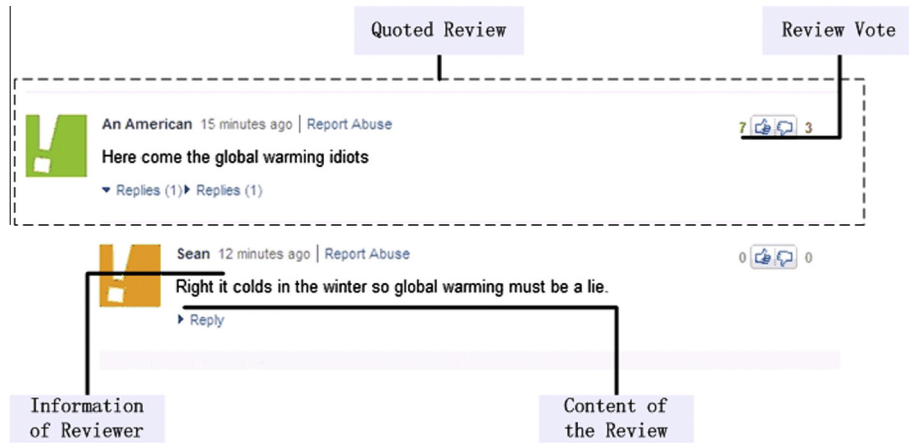 Quoted Review
Review Vote
An American 15 minutes ago | Report Abuse
7 3
Here come the global warming idiots
Replies (1) Replies (1)
Sean 12 minutes ago | Report Abuse
0 0
Right it colds in the winter so global warming must be a lie.
Reply
Information
of Reviewer
Content of
the Review